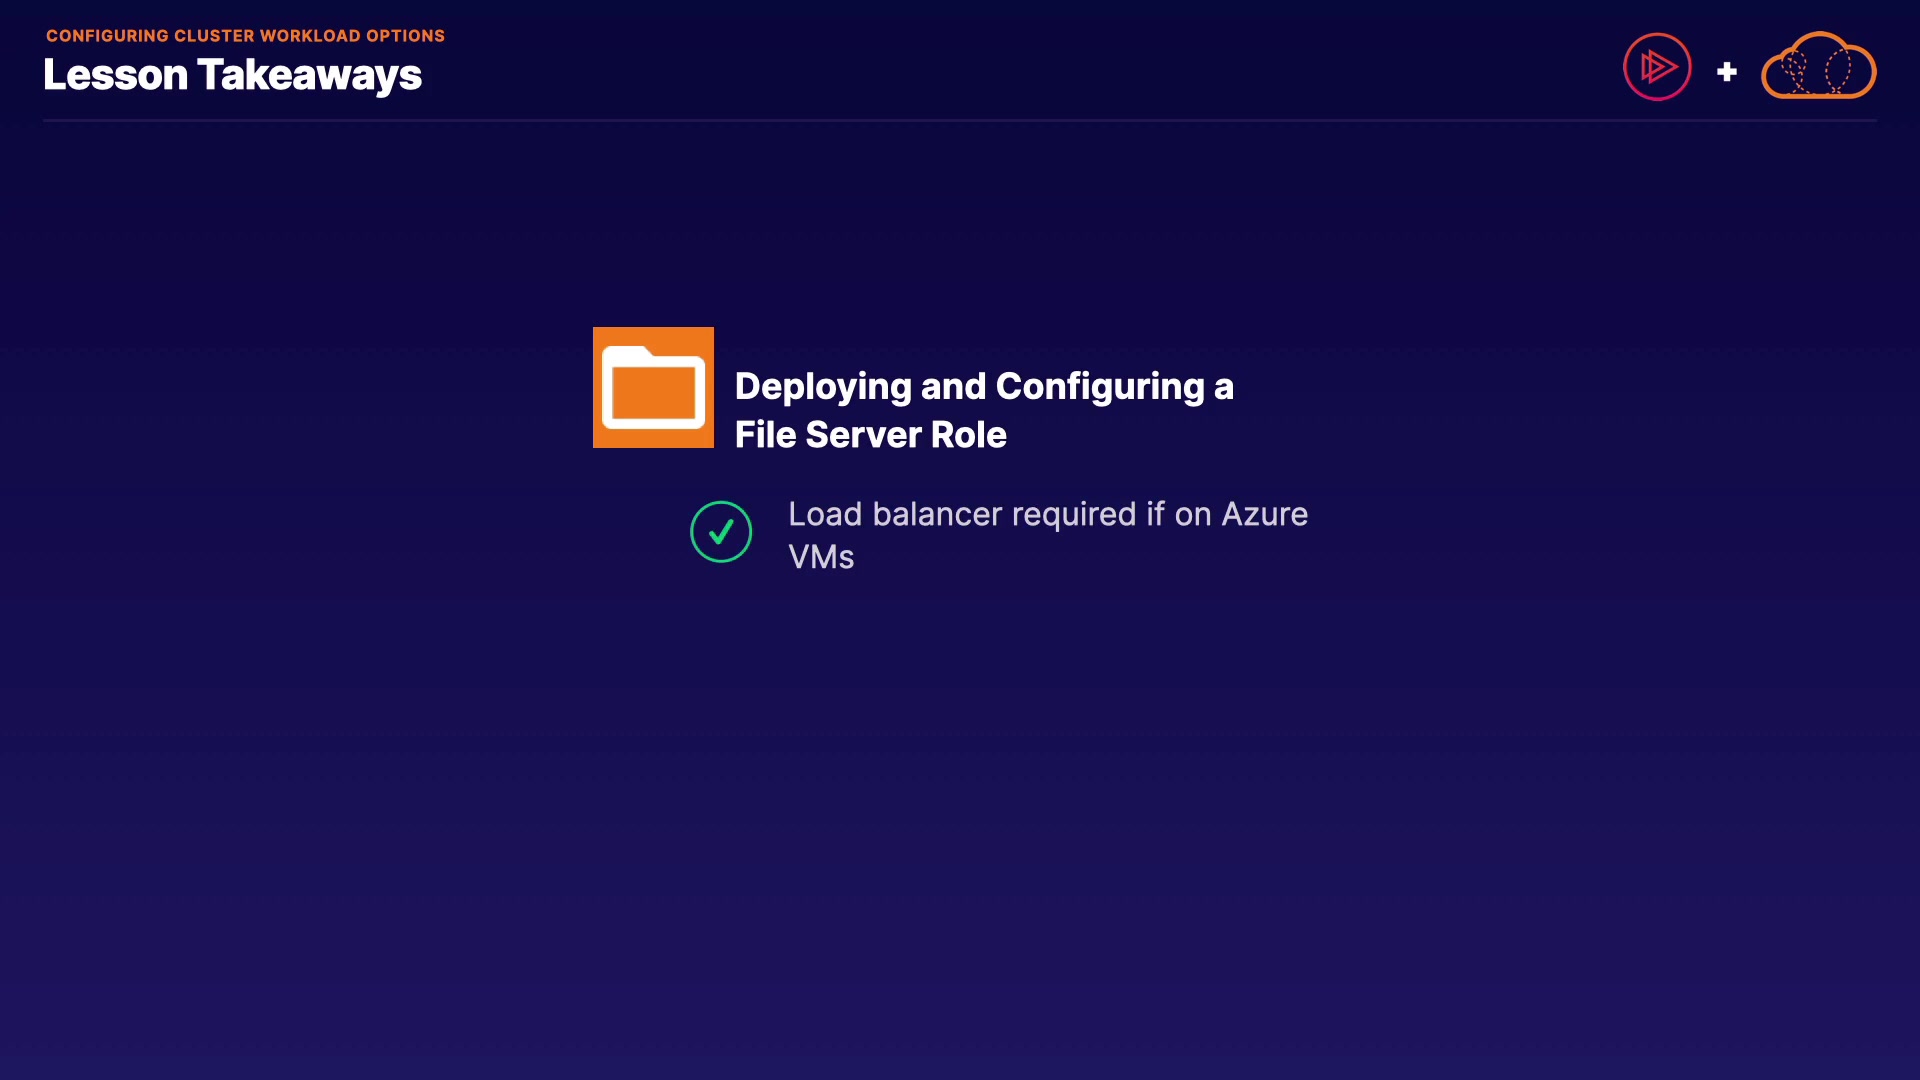 CONFIGURING CLUSTER WORKLOAD OPTIONS
Lesson Takeaways
Deploying and Configuring a
File Server Role
Load balancer required if on Azure
VMs